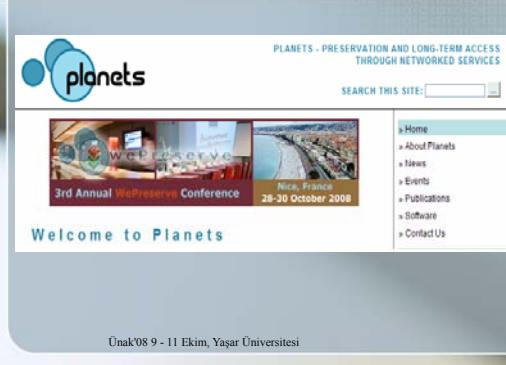 planets
PLANETS - PRESERVATION AND LONG-TERM ACCESS
THROUGH NETWORKED SERVICES
SEARCH THIS SITE:
...
wePreserve
3rd Annual WePreserve Conference
Nice, France
28-30 October 2008
» Home
» About Planets
» News
» Events
» Publications
» Software
» Contact Us
Welcome to Planets
Ünak'08 9 - 11 Ekim, Yaşar Üniversitesi